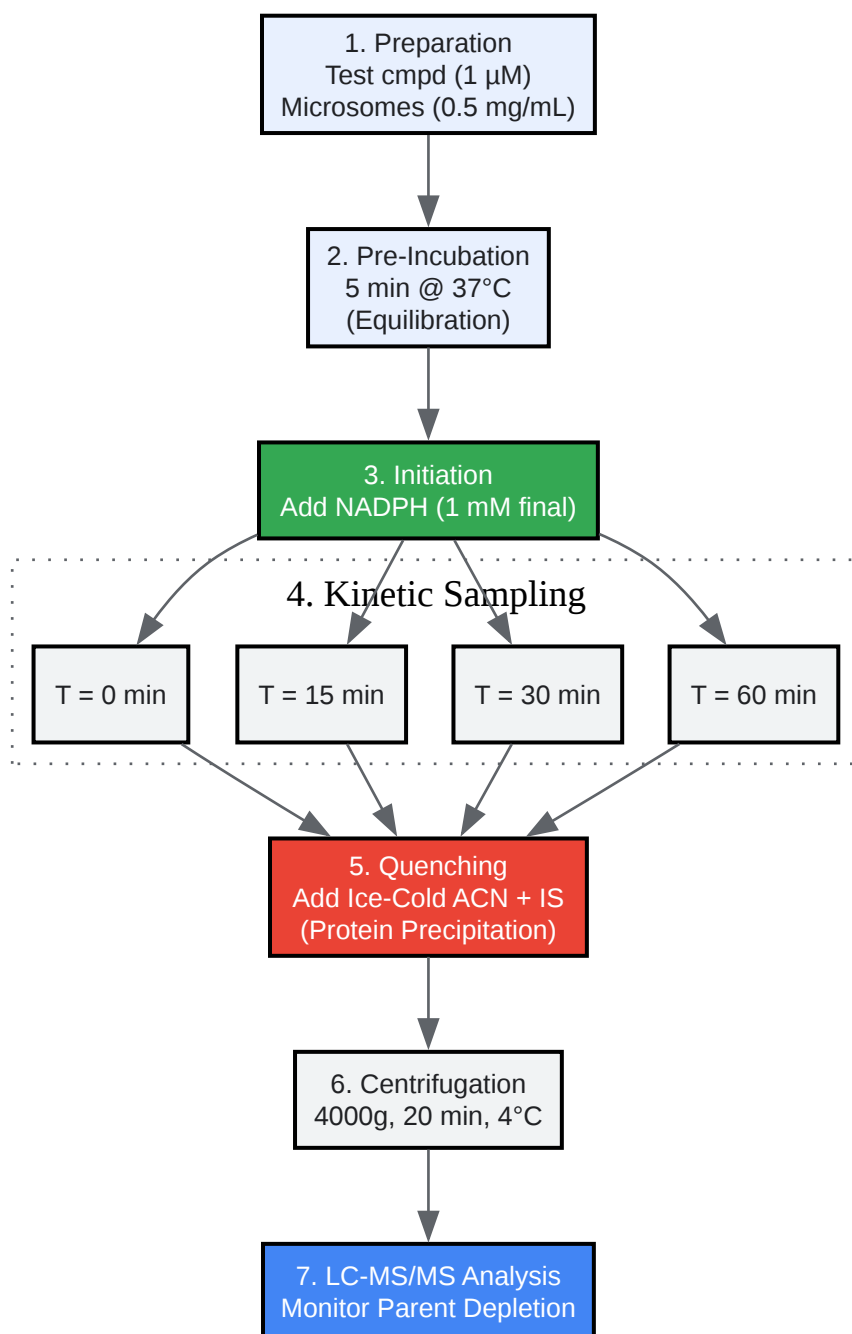 1. Preparation
Test cmpd (1 µM)
Microsomes (0.5 mg/mL)
2. Pre-Incubation
5 min @ 37°C
(Equilibration)
3. Initiation
Add NADPH (1 mM final)
4. Kinetic Sampling
T = 0 min
T = 15 min
T = 30 min
T = 60 min
5. Quenching
Add Ice-Cold ACN + IS
(Protein Precipitation)
6. Centrifugation
4000g, 20 min, 4°C
7. LC-MS/MS Analysis
Monitor Parent Depletion